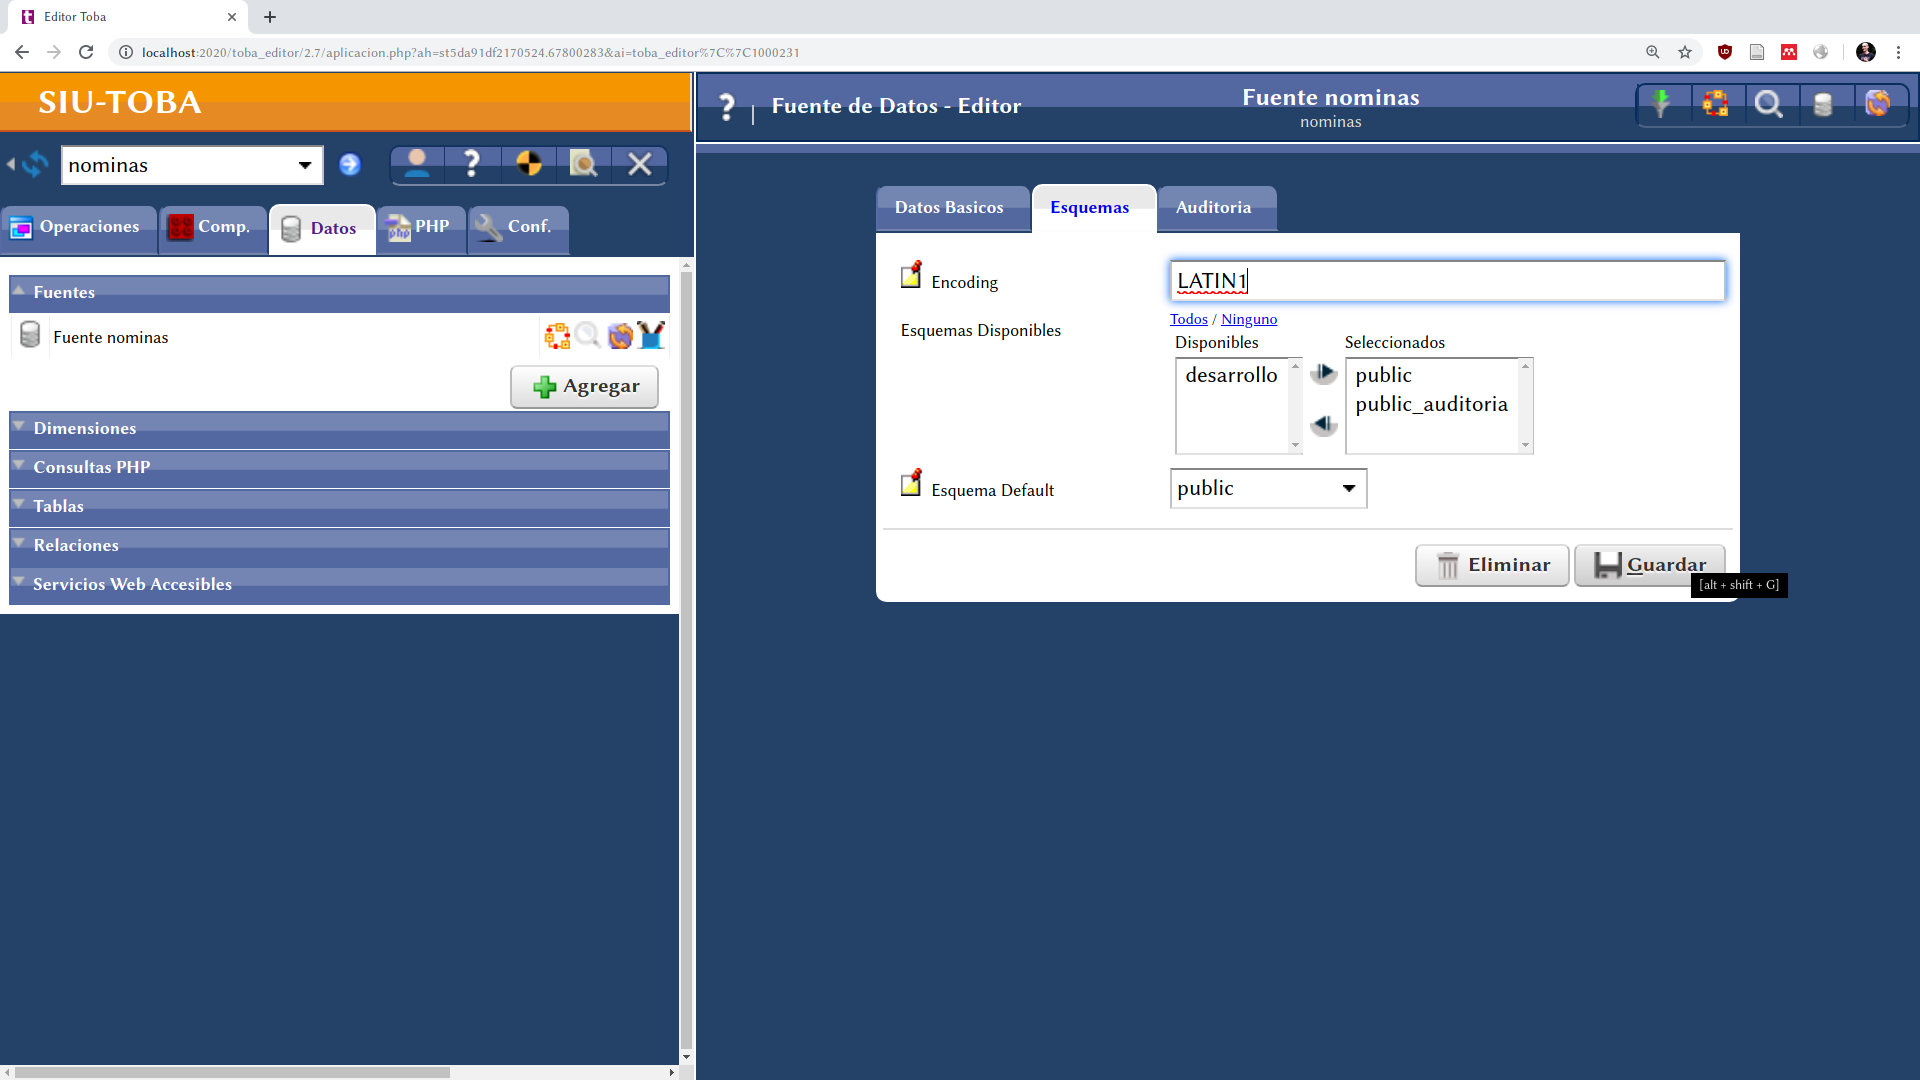 Editor Toba
localhost:2020/toba_editor/2.7/aplicacion.php?ah=st5da91df2170524.67800283&ai=toba_editor%7C%7C1000231
SIU-TOBA
nominas
Operaciones
Comp.
Datos
PHP
Conf.
Fuentes
Fuente nominas
Agregar
Dimensiones
Consultas PHP
Tablas
Relaciones
Servicios Web Accesibles
Fuente de Datos - Editor
Fuente nominas
nominas
Datos Basicos
Esquemas
Auditoria
Encoding
LATIN1
Esquemas Disponibles
Todos / Ninguno
Disponibles
Seleccionados
desarrollo
public
public_auditoria
Esquema Default
public
Eliminar
Guardar
[alt + shift + G]